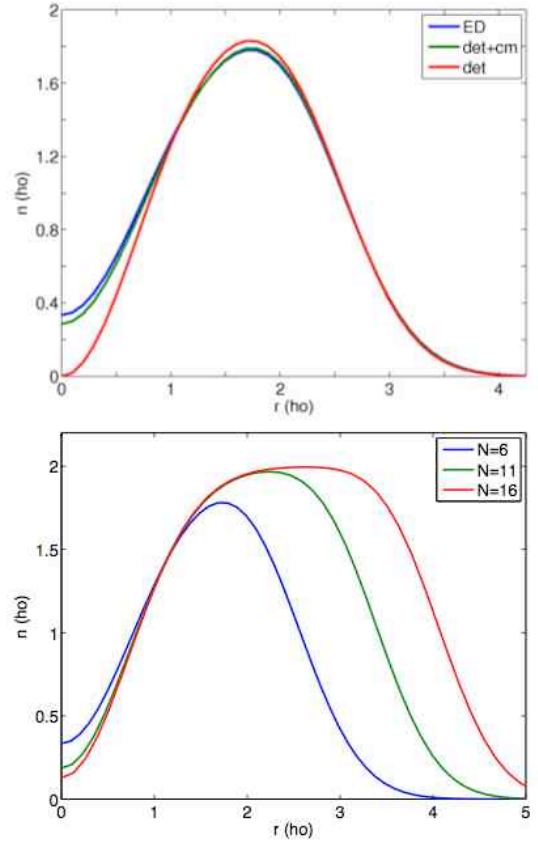 2
1.6
1.2
0.8
0.4
0
n (ho)
ED
det+cm
det
0 1 2 3 4
r (ho)
2
1.5
1
0.5
0
n (ho)
N=6
N=11
N=16
0 1 2 3 4 5
r (ho)